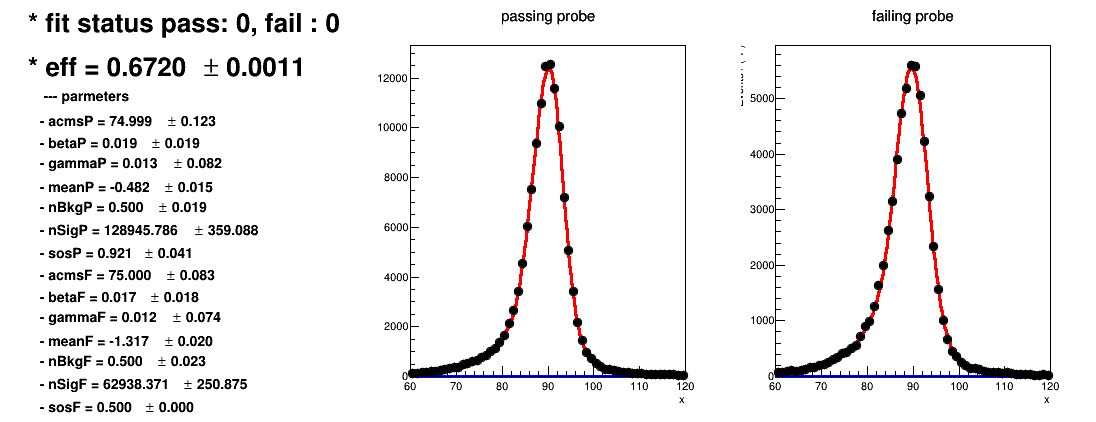 * fit status pass: 0, fail : 0
* eff = 0.6720 ± 0.0011
--- parmeters
- acmsP = 74.999 ± 0.123
- betaP = 0.019 ± 0.019
- gammaP = 0.013 ± 0.082
- meanP = -0.482 ± 0.015
- nBkgP = 0.500 ± 0.019
- nSigP = 128945.786 ± 359.088
- sosP = 0.921 ± 0.041
- acmsF = 75.000 ± 0.083
- betaF = 0.017 ± 0.018
- gammaF = 0.012 ± 0.074
- meanF = -1.317 ± 0.020
- nBkgF = 0.500 ± 0.023
- nSigF = 62938.371 ± 250.875
- sosF = 0.500 ± 0.000
passing probe
12000
10000
8000
6000
4000
2000
0
60 70 80 90 100 110 120
x
failing probe
5000
4000
3000
2000
1000
0
60 70 80 90 100 110 120
x